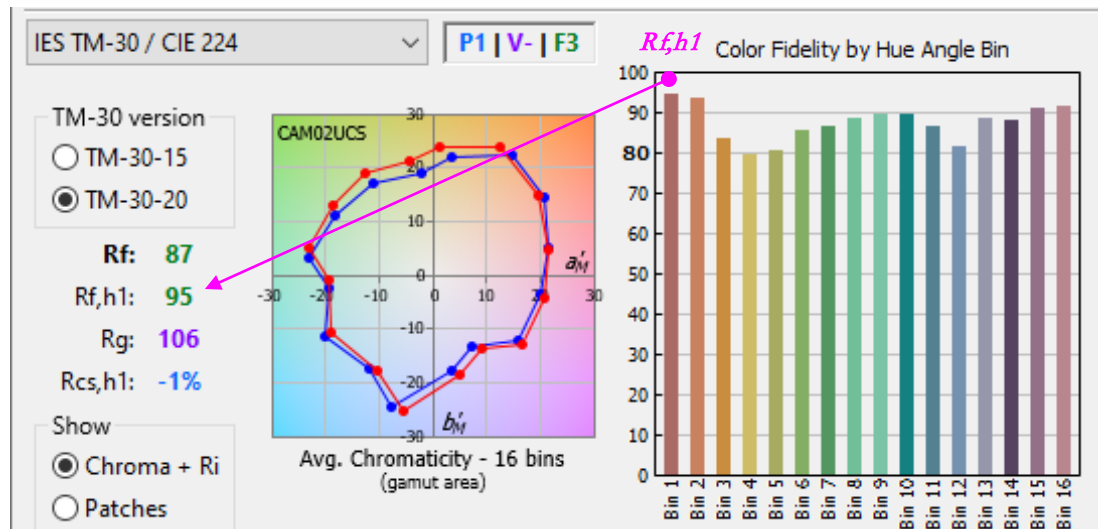 IES TM-30 / CIE 224
P1 | V- | F3
Rf,h1
Color Fidelity by Hue Angle Bin
TM-30 version
TM-30-15
TM-30-20
Rf: 87
Rf,h1: 95
Rg: 106
Rcs,h1: -1%
Show
Chroma + Ri
Patches
CAM02UCS
30
20
10
0
-30 -20 -10 0 10 20 30
-10
-20
-30
a'M
b'M
Avg. Chromaticity - 16 bins
(gamut area)
100
90
80
70
60
50
40
30
20
10
0
Bin 1
Bin 2
Bin 3
Bin 4
Bin 5
Bin 6
Bin 7
Bin 8
Bin 9
Bin 10
Bin 11
Bin 12
Bin 13
Bin 14
Bin 15
Bin 16